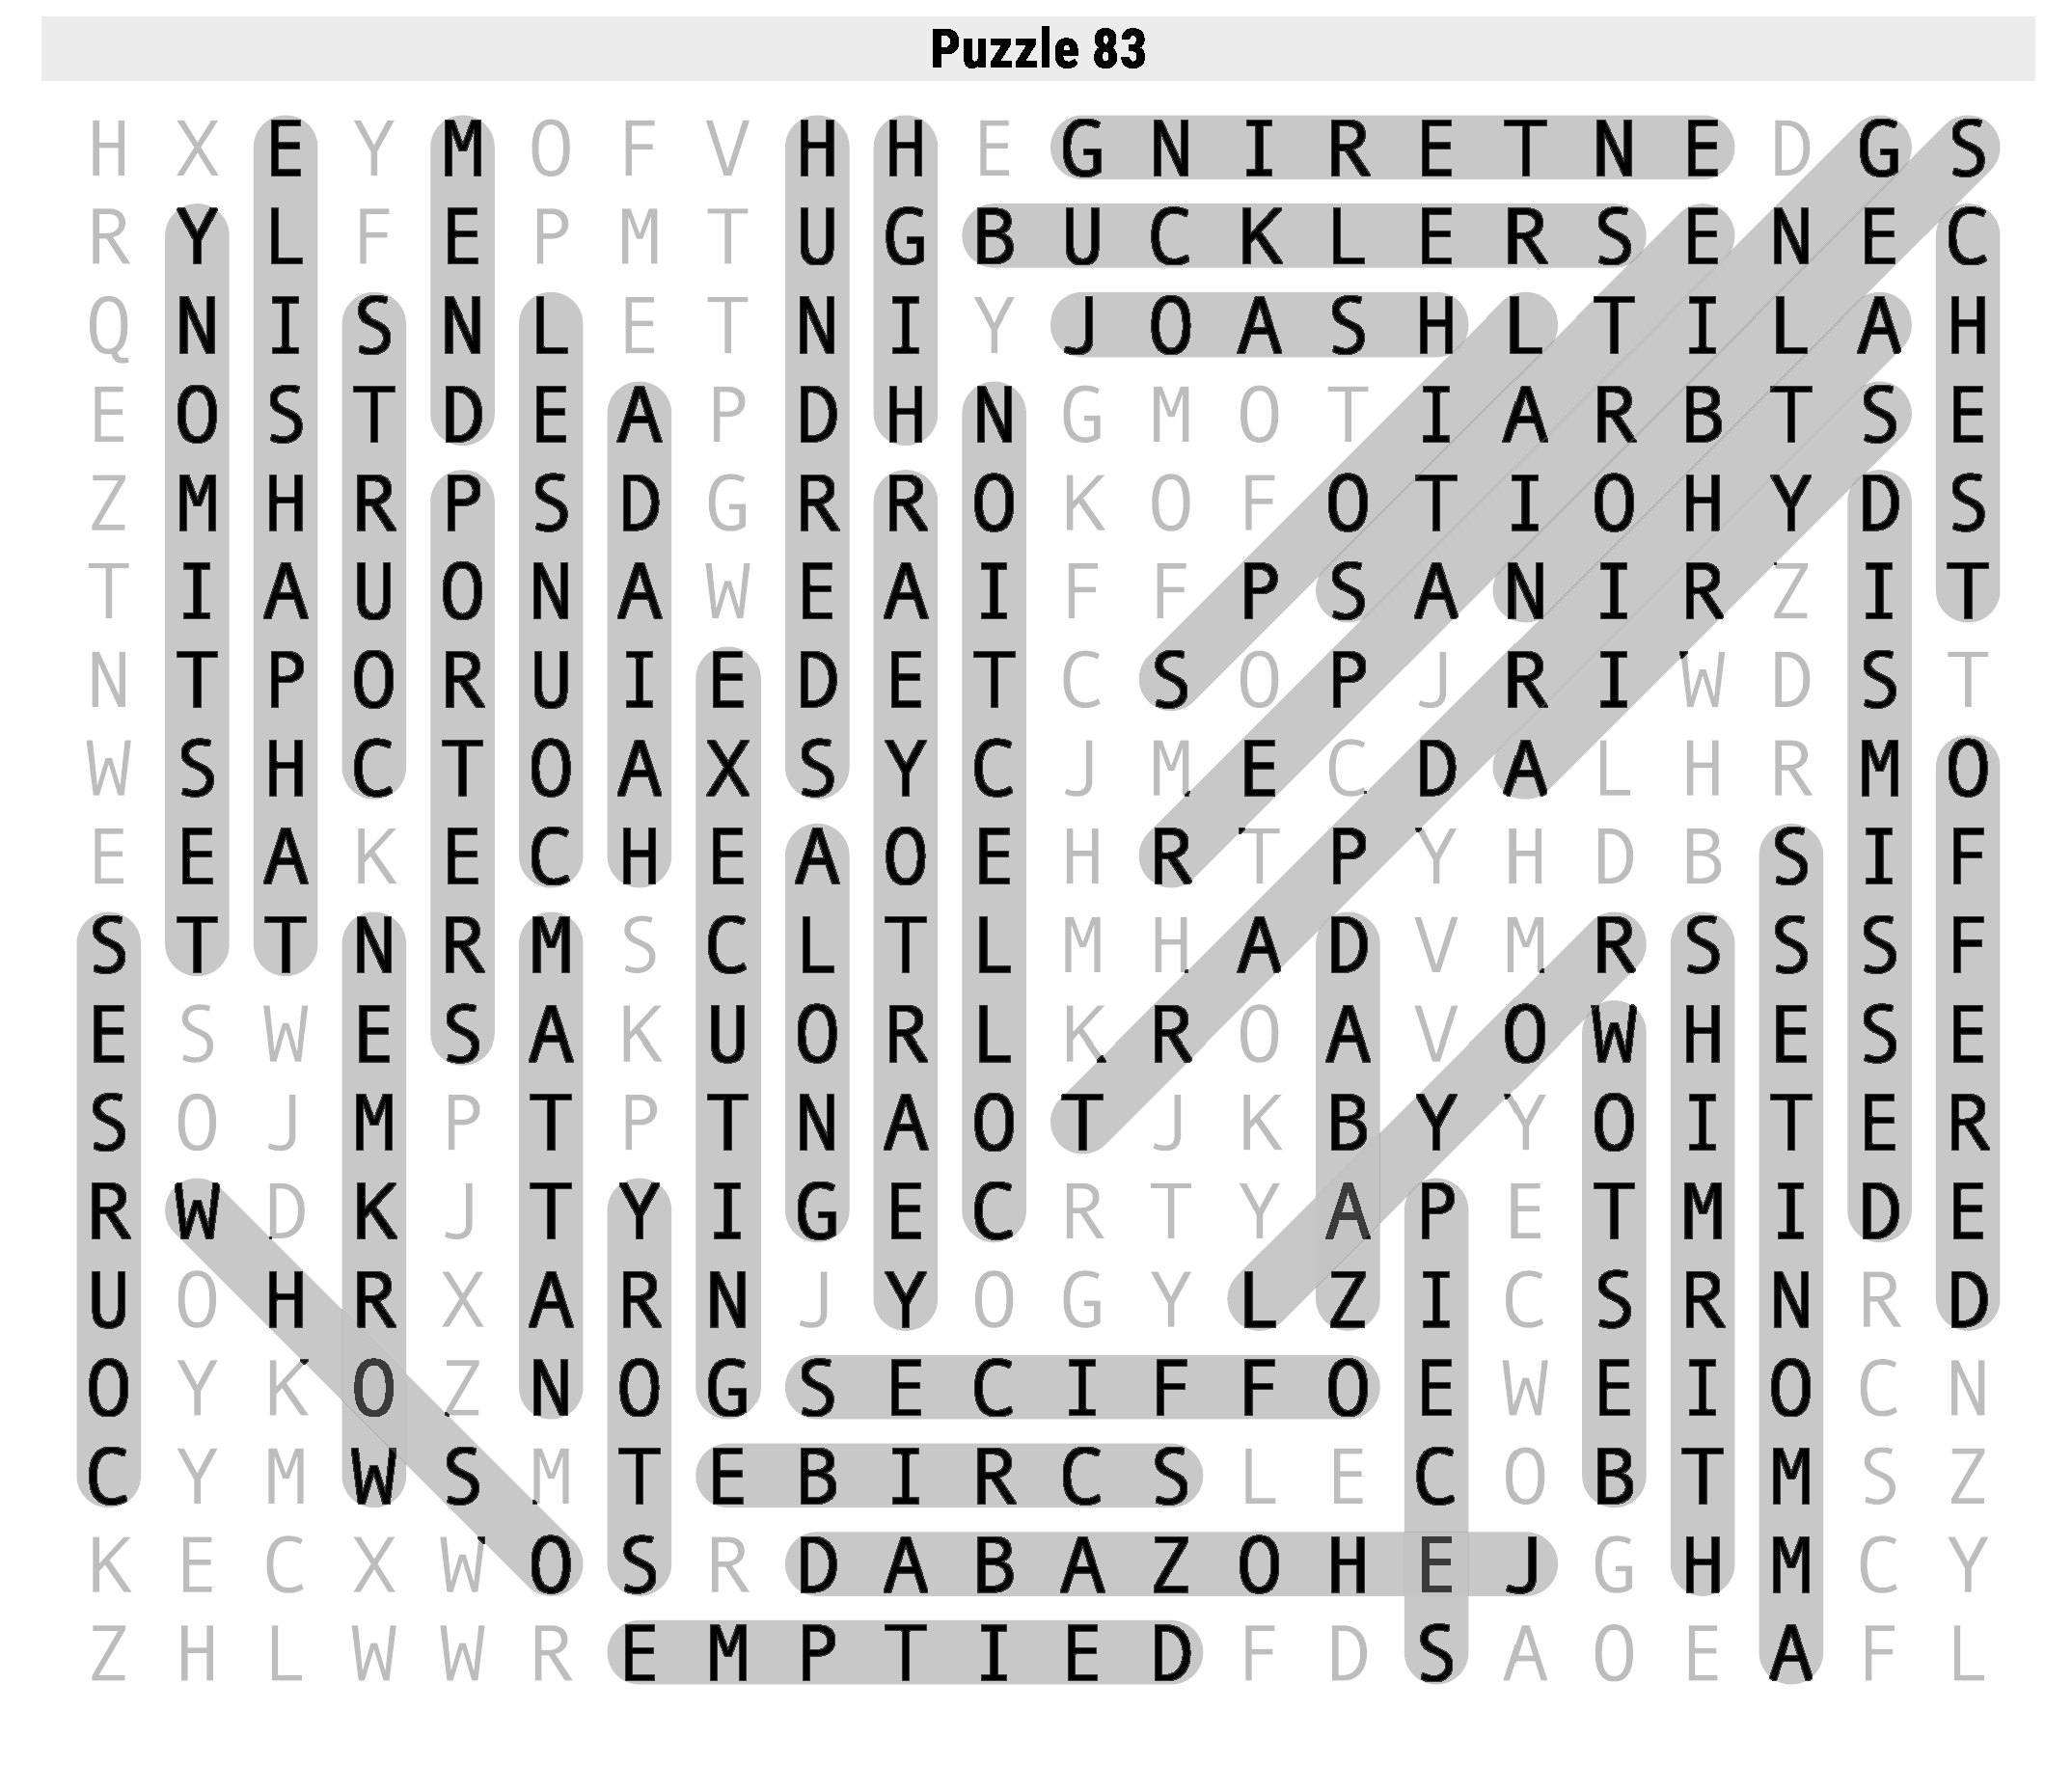 Puzzle 83
H X E Y M O F V H H E G N I R E T N E D G S
R Y L F E P M T U G B U C K L E R S E N E C
Q N I S N L E T N I Y J O A S H L T I L A H
E O S T D E A P D H N G M O T I A R B T S E
Z M H R P S D G R R O K O F O T I O H Y D S
T I A U O N A W E A I F F P S A N I R Z I T
N T P O R U I E D E T C S O P J R I W D S T
W S H C T O A X S Y C J M E C D A L H R M O
E E A K E C H E A O E H R T P Y H D B S I F
S T T N R M S C L T L M H A D V M R S S S F
E S W E S A K U O R L K R O A V O W H E S E
S O J M P T P T N A O T J K B Y Y O I T E R
R W D K J T Y I G E C R T Y A P E T M I D E
U O H R X A R N J Y O G Y L Z I C S R N R D
O Y K O Z N O G S E C I F F O E W E I O C N
C Y M W S M T E B I R C S L E C O B T M S Z
K E C X W O S R D A B A Z O H E J G H M C Y
Z H L W W R E M P T I E D F D S A O E A F L